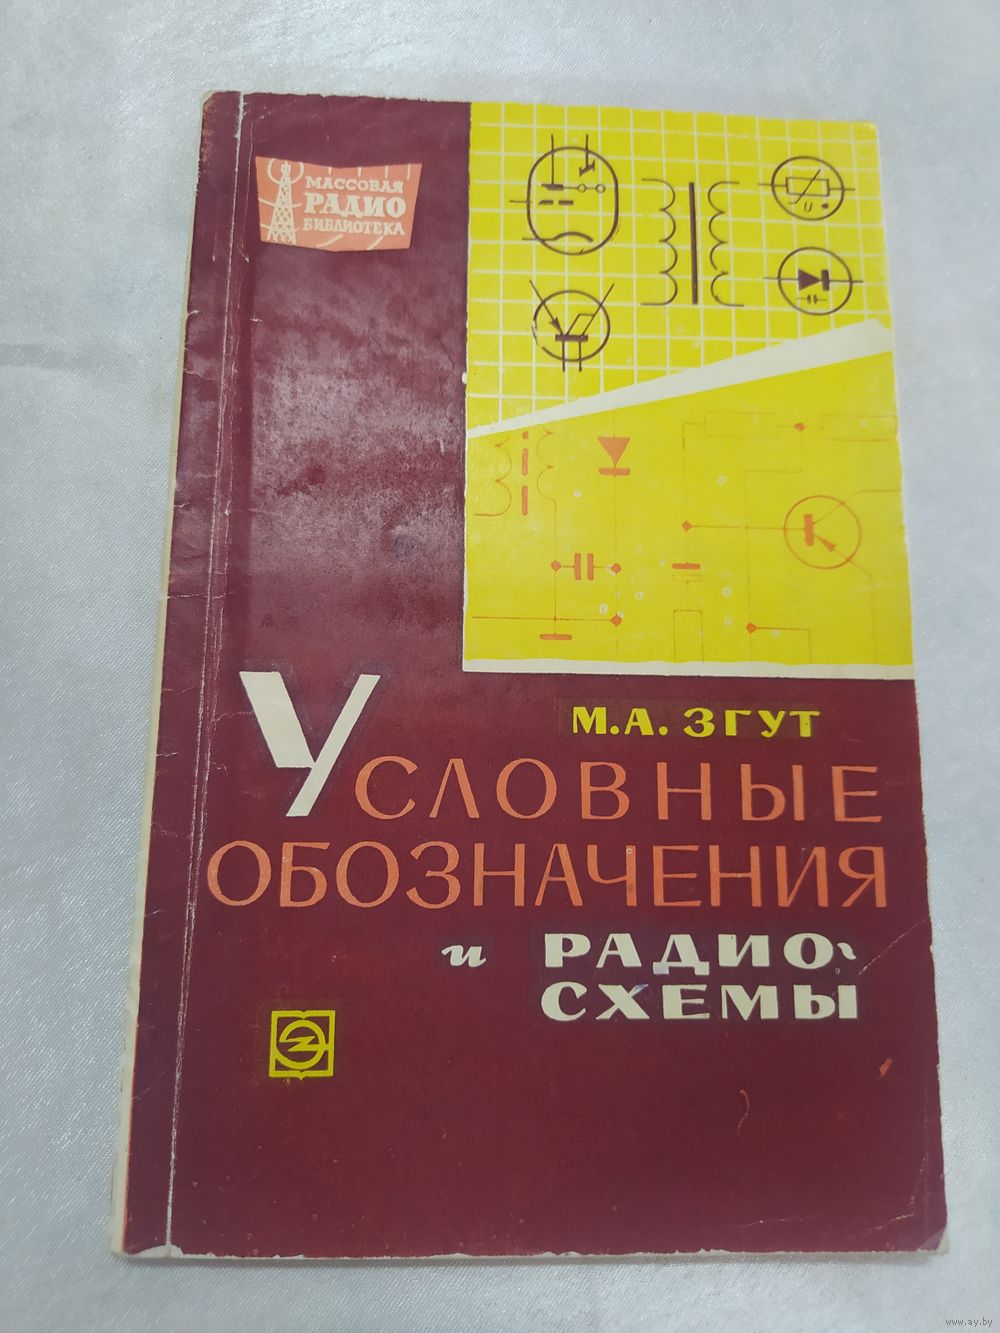 МАССОВАЯ
РАДИО
БИБЛИОТЕКА
U
М.А. ЗГУТ
УСЛОВНЫЕ
ОБОЗНАЧЕНИЯ
и РАДИО-
СХЕМЫ
Э
www.ay.by